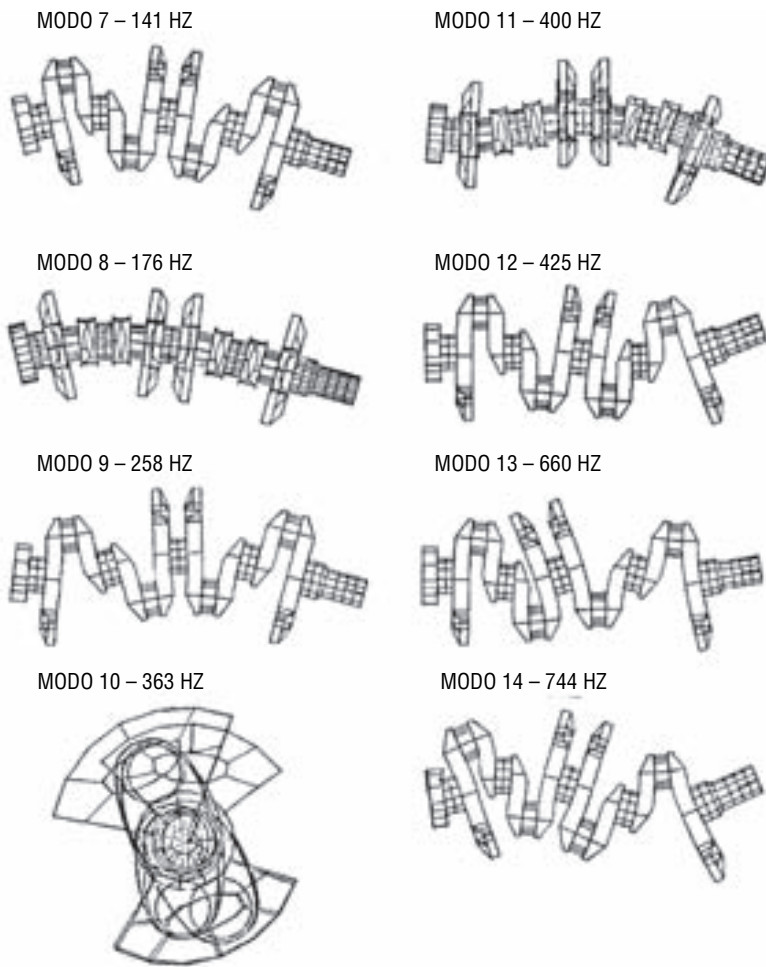 MODO 7 – 141 HZ
MODO 11 – 400 HZ
MODO 8 – 176 HZ
MODO 12 – 425 HZ
MODO 9 – 258 HZ
MODO 13 – 660 HZ
MODO 10 – 363 HZ
MODO 14 – 744 HZ